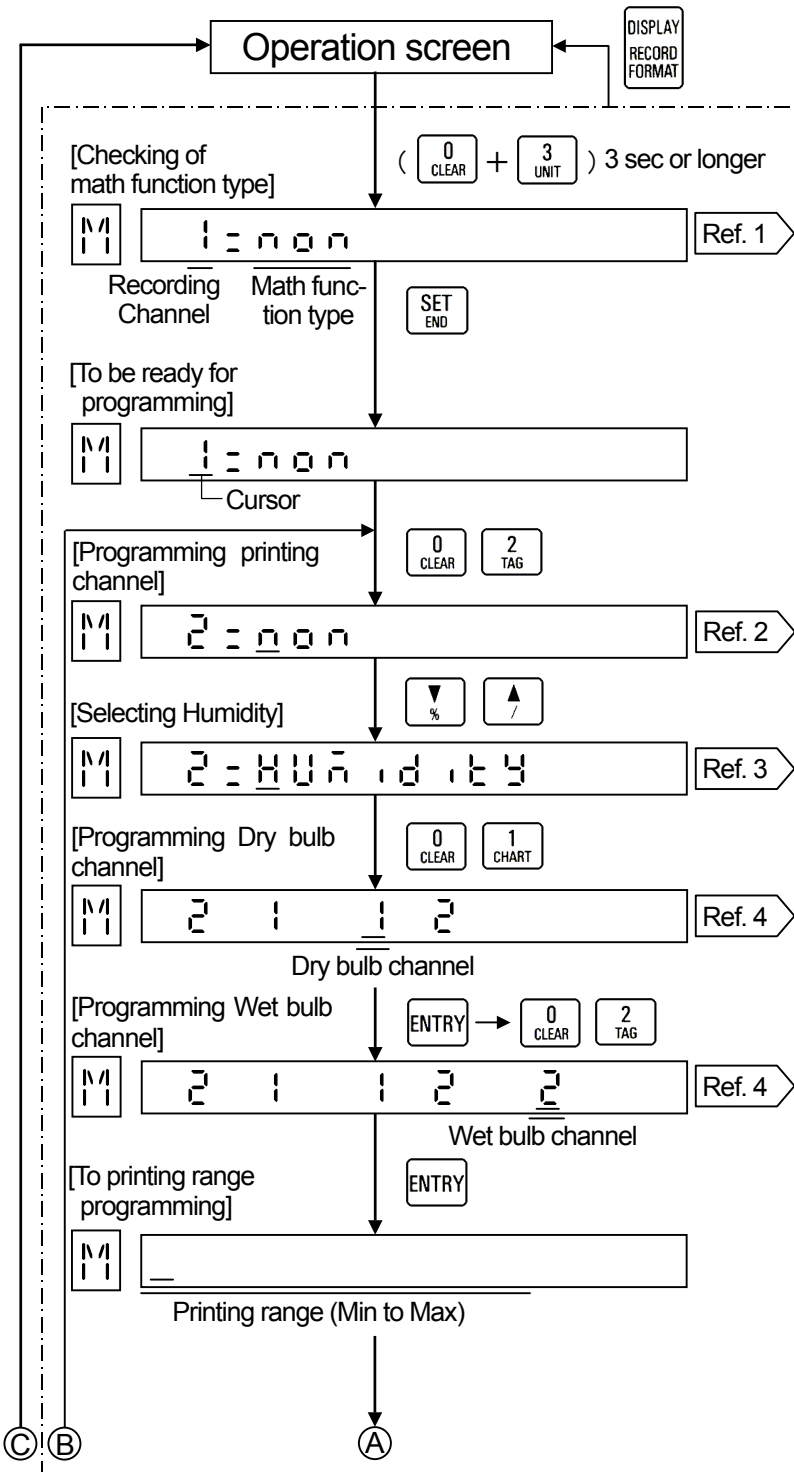 Operation screen
DISPLAY
RECORD
FORMAT
[Checking of
math function type]
( 0 CLEAR + 3 UNIT ) 3 sec or longer
M 1=non Ref. 1
Recording Channel
Math func-
tion type
SET
END
[To be ready for
programming]
M 1=non
Cursor
[Programming printing
channel]
0 CLEAR 2 TAG
M 2=non Ref. 2
[Selecting Humidity]
▼ % ▲ /
M 2=HUmiditY Ref. 3
[Programming Dry bulb
channel]
0 CLEAR 1 CHART
M 2 1 1 2 Ref. 4
Dry bulb channel
[Programming Wet bulb
channel]
ENTRY → 0 CLEAR 2 TAG
M 2 1 1 2 2 Ref. 4
Wet bulb channel
[To printing range
programming]
ENTRY
M _
Printing range (Min to Max)
C B A